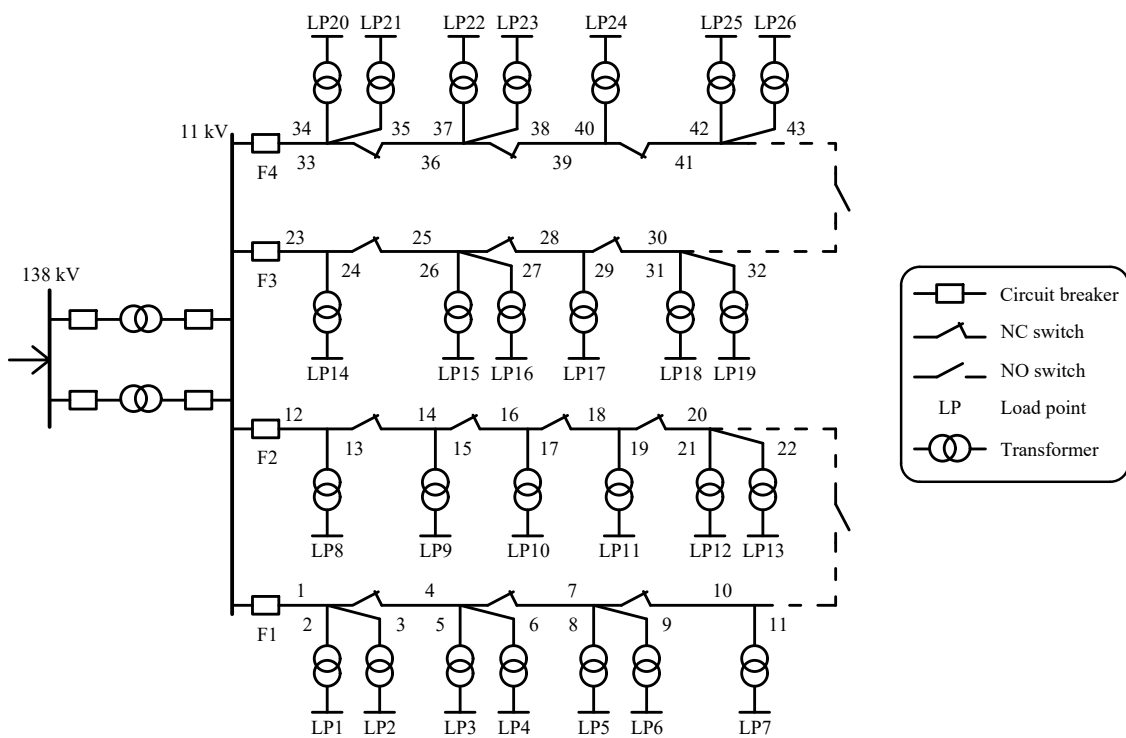 LP20 LP21 LP22 LP23 LP24 LP25 LP26
11 kV 34 35 37 38 40 42 43
F4 33 36 39 41
23 25 28 30
F3 24 26 27 29 31 32
138 kV
LP14 LP15 LP16 LP17 LP18 LP19
12 14 16 18 20
F2 13 15 17 19 21 22
LP8 LP9 LP10 LP11 LP12 LP13
1 4 7 10
F1 2 3 5 6 8 9 11
LP1 LP2 LP3 LP4 LP5 LP6 LP7
Circuit breaker
NC switch
NO switch
LP Load point
Transformer